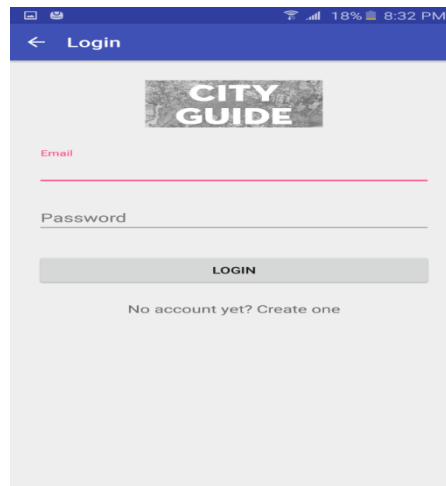 18% 8:32 PM
Login
CITY
GUIDE
Email
Password
LOGIN
No account yet? Create one